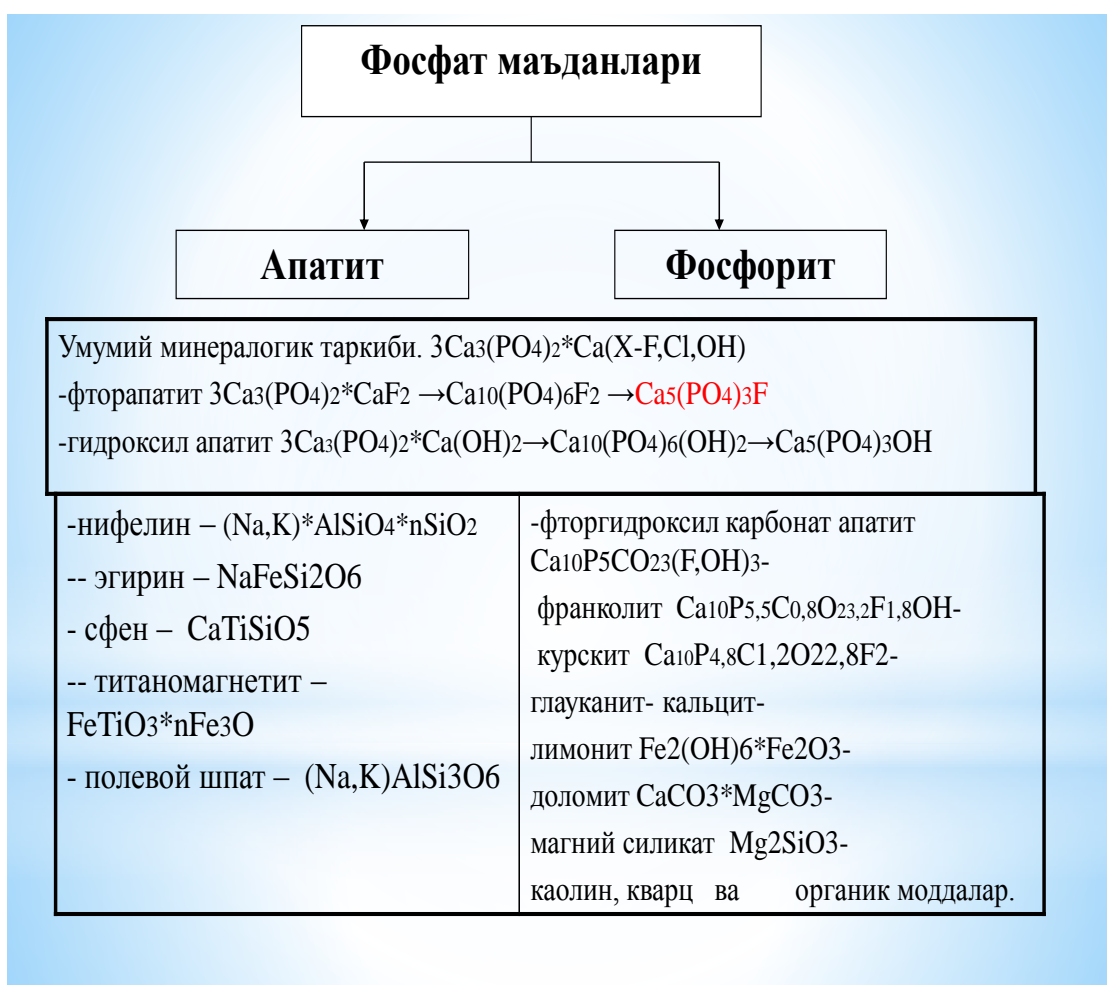 Фосфат маъданлари
Апатит
Фосфорит
Умумий минералогик таркиби. 3Ca3(PO4)2*Ca(X-F,Cl,OH)
-фторапатит 3Ca3(PO4)2*CaF2 →Ca10(PO4)6F2 →Ca5(PO4)3F
-гидроксил апатит 3Ca3(PO4)2*Ca(OH)2→Ca10(PO4)6(OH)2→Ca5(PO4)3OH
-нифелин – (Na,K)*AlSiO4*nSiO2
-- эгирин – NaFeSi2O6
- сфен – CaTiSiO5
-- титаномагнетит –
FeTiO3*nFe3O
- полевой шпат – (Na,K)AlSi3O6
-фторгидроксил карбонат апатит
Ca10P5CO23(F,OH)3-
франколит Ca10P5,5C0,8O23,2F1,8OH-
курскит Ca10P4,8C1,2O22,8F2-
глауканит- кальцит-
лимонит Fe2(OH)6*Fe2O3-
доломит CaCO3*MgCO3-
магний силикат Mg2SiO3-
каолин, кварц ва органик моддалар.